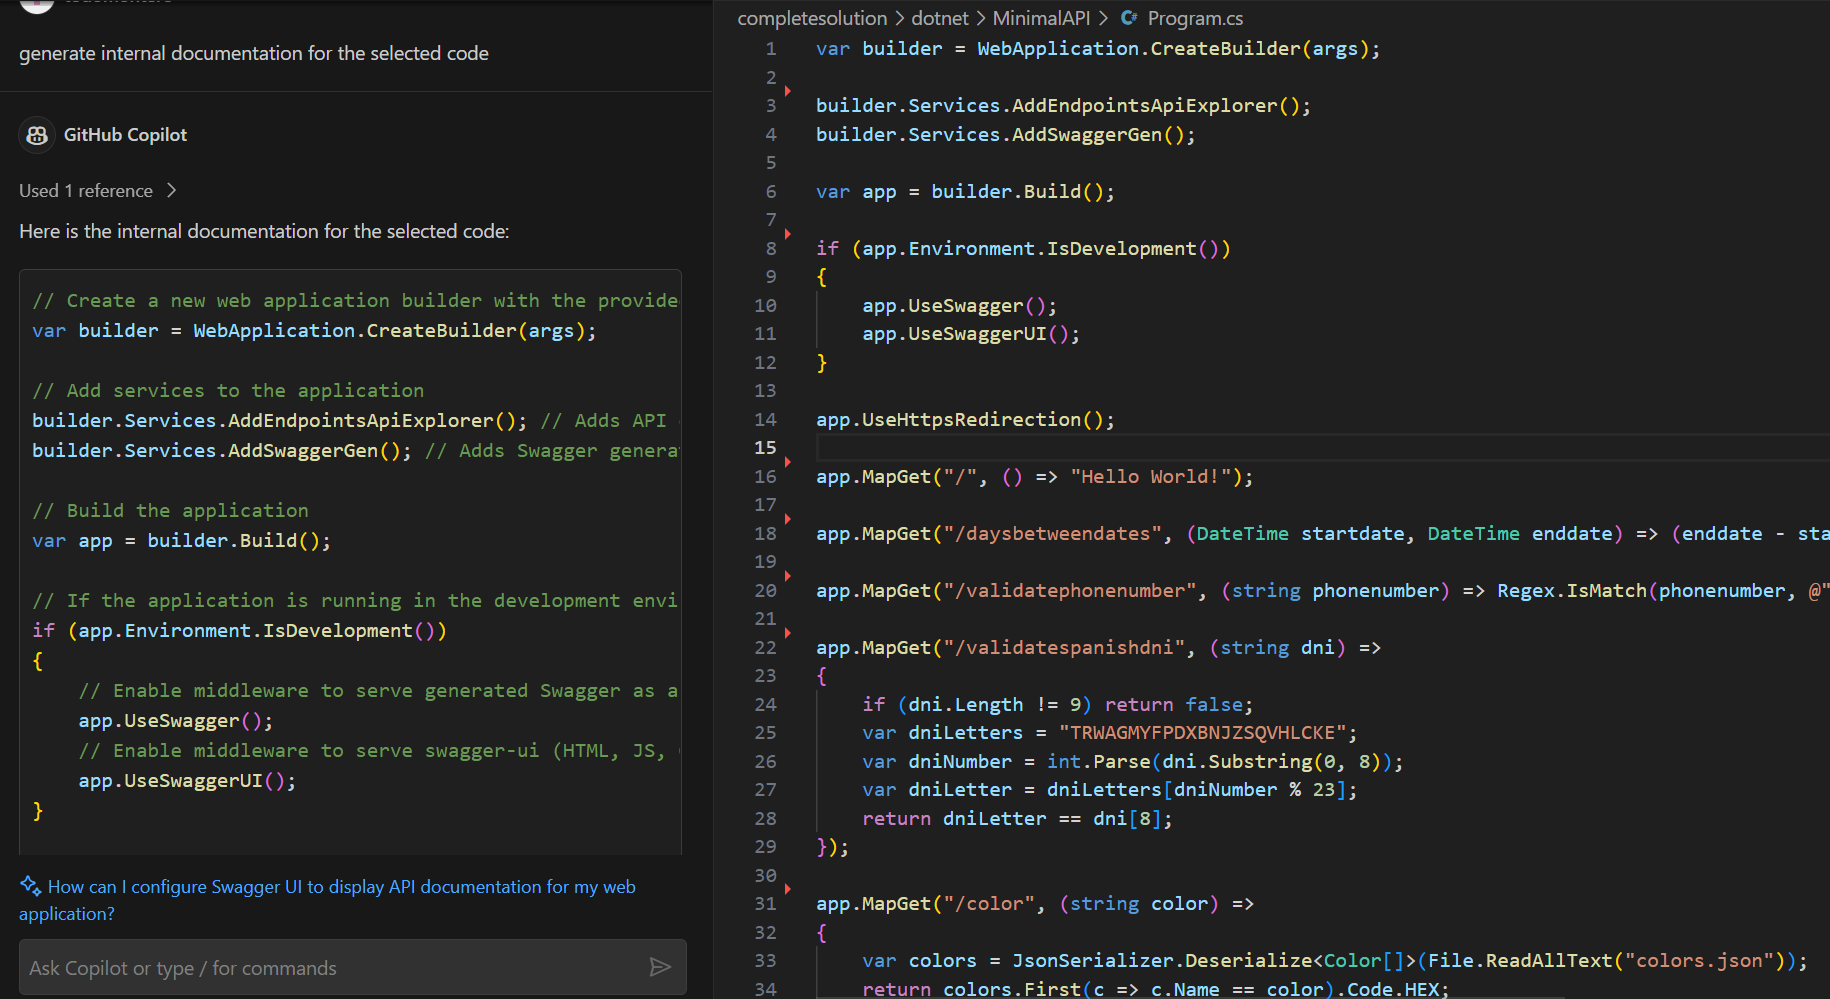 generate internal documentation for the selected code
GitHub Copilot
Used 1 reference >
Here is the internal documentation for the selected code:
// Create a new web application builder with the
var builder = WebApplication.CreateBuilder(args);
// Add services to the application
builder.Services.AddEndpointsApiExplorer(); // Adds API
builder.Services.AddSwaggerGen(); // Adds Swagger
// Build the application
var app = builder.Build();
// If the application is running in the development
if (app.Environment.IsDevelopment())
{
// Enable middleware to serve generated Swagger as a
app.UseSwagger();
// Enable middleware to serve swagger-ui (HTML, JS,
app.UseSwaggerUI();
}
How can I configure Swagger UI to display API documentation for my web
application?
Ask Copilot or type / for commands
completesolution > dotnet > MinimalAPI > C# Program.cs
1 var builder = WebApplication.CreateBuilder(args);
2
3 builder.Services.AddEndpointsApiExplorer();
4 builder.Services.AddSwaggerGen();
5
6 var app = builder.Build();
7
8 if (app.Environment.IsDevelopment())
9 {
10 app.UseSwagger();
11 app.UseSwaggerUI();
12 }
13
14 app.UseHttpsRedirection();
15
16 app.MapGet("/", () => "Hello World!");
17
18 app.MapGet("/daysbetweendates", (DateTime startdate, DateTime enddate) => (enddate -
19
20 app.MapGet("/validatephonenumber", (string phonenumber) => Regex.IsMatch(phonenumber, @"
21
22 app.MapGet("/validatespanishdni", (string dni) =>
23 {
24 if (dni.Length != 9) return false;
25 var dniLetters = "TRWAGMYFPDXBNJZSQVHLCKE";
26 var dniNumber = int.Parse(dni.Substring(0, 8));
27 var dniLetter = dniLetters[dniNumber % 23];
28 return dniLetter == dni[8];
29 });
30
31 app.MapGet("/color", (string color) =>
32 {
33 var colors = JsonSerializer.Deserialize<Color[]>(File.ReadAllText("colors.json"));
34 return colors.First(c => c.Name == color).Code.HEX;